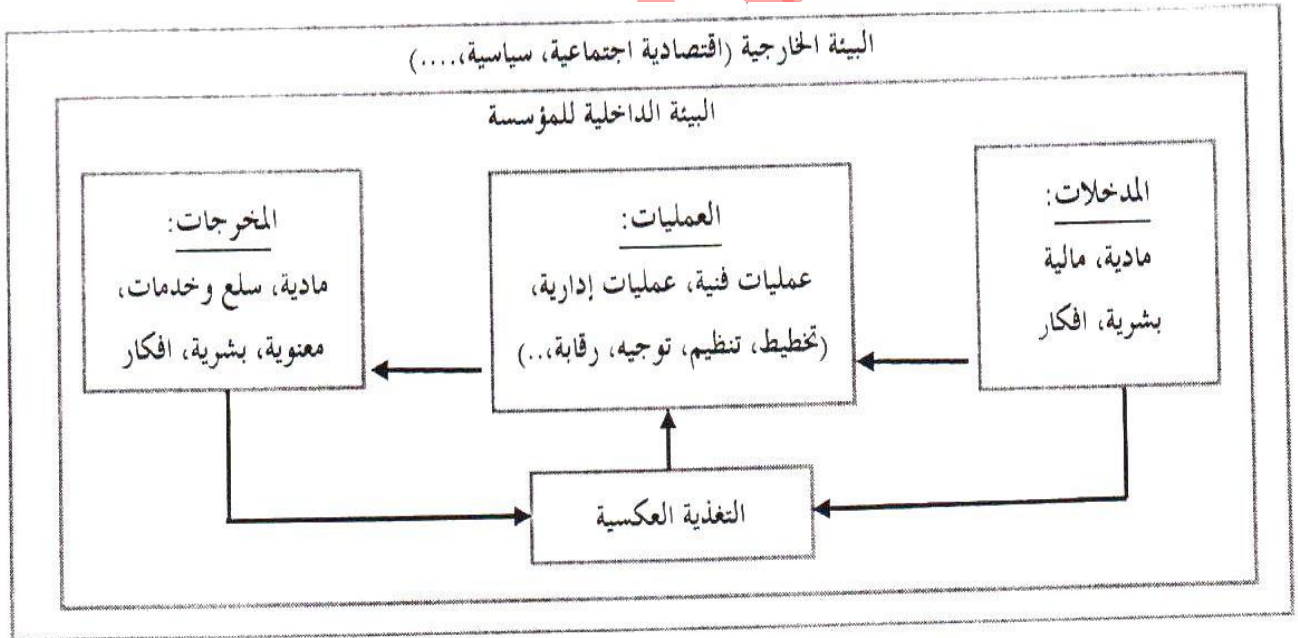 البيئة الخارجية (اقتصادية اجتماعية، سياسية،....)
البيئة الداخلية للمؤسسة
المدخلات:
مادية، مالية
بشرية، افكار
العمليات:
عمليات فنية، عمليات إدارية،
(تخطيط، تنظيم، توجيه، رقابة،..)
المخرجات:
مادية، سلع وخدمات،
معنوية، بشرية، افكار
التغذية العكسية